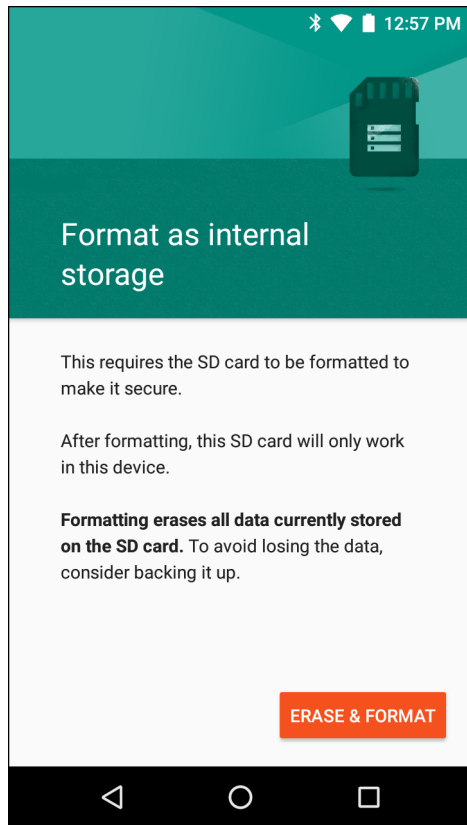 12:57 PM
Format as internal
storage
This requires the SD card to be formatted to
make it secure.
After formatting, this SD card will only work
in this device.
Formatting erases all data currently stored
on the SD card. To avoid losing the data,
consider backing it up.
ERASE & FORMAT